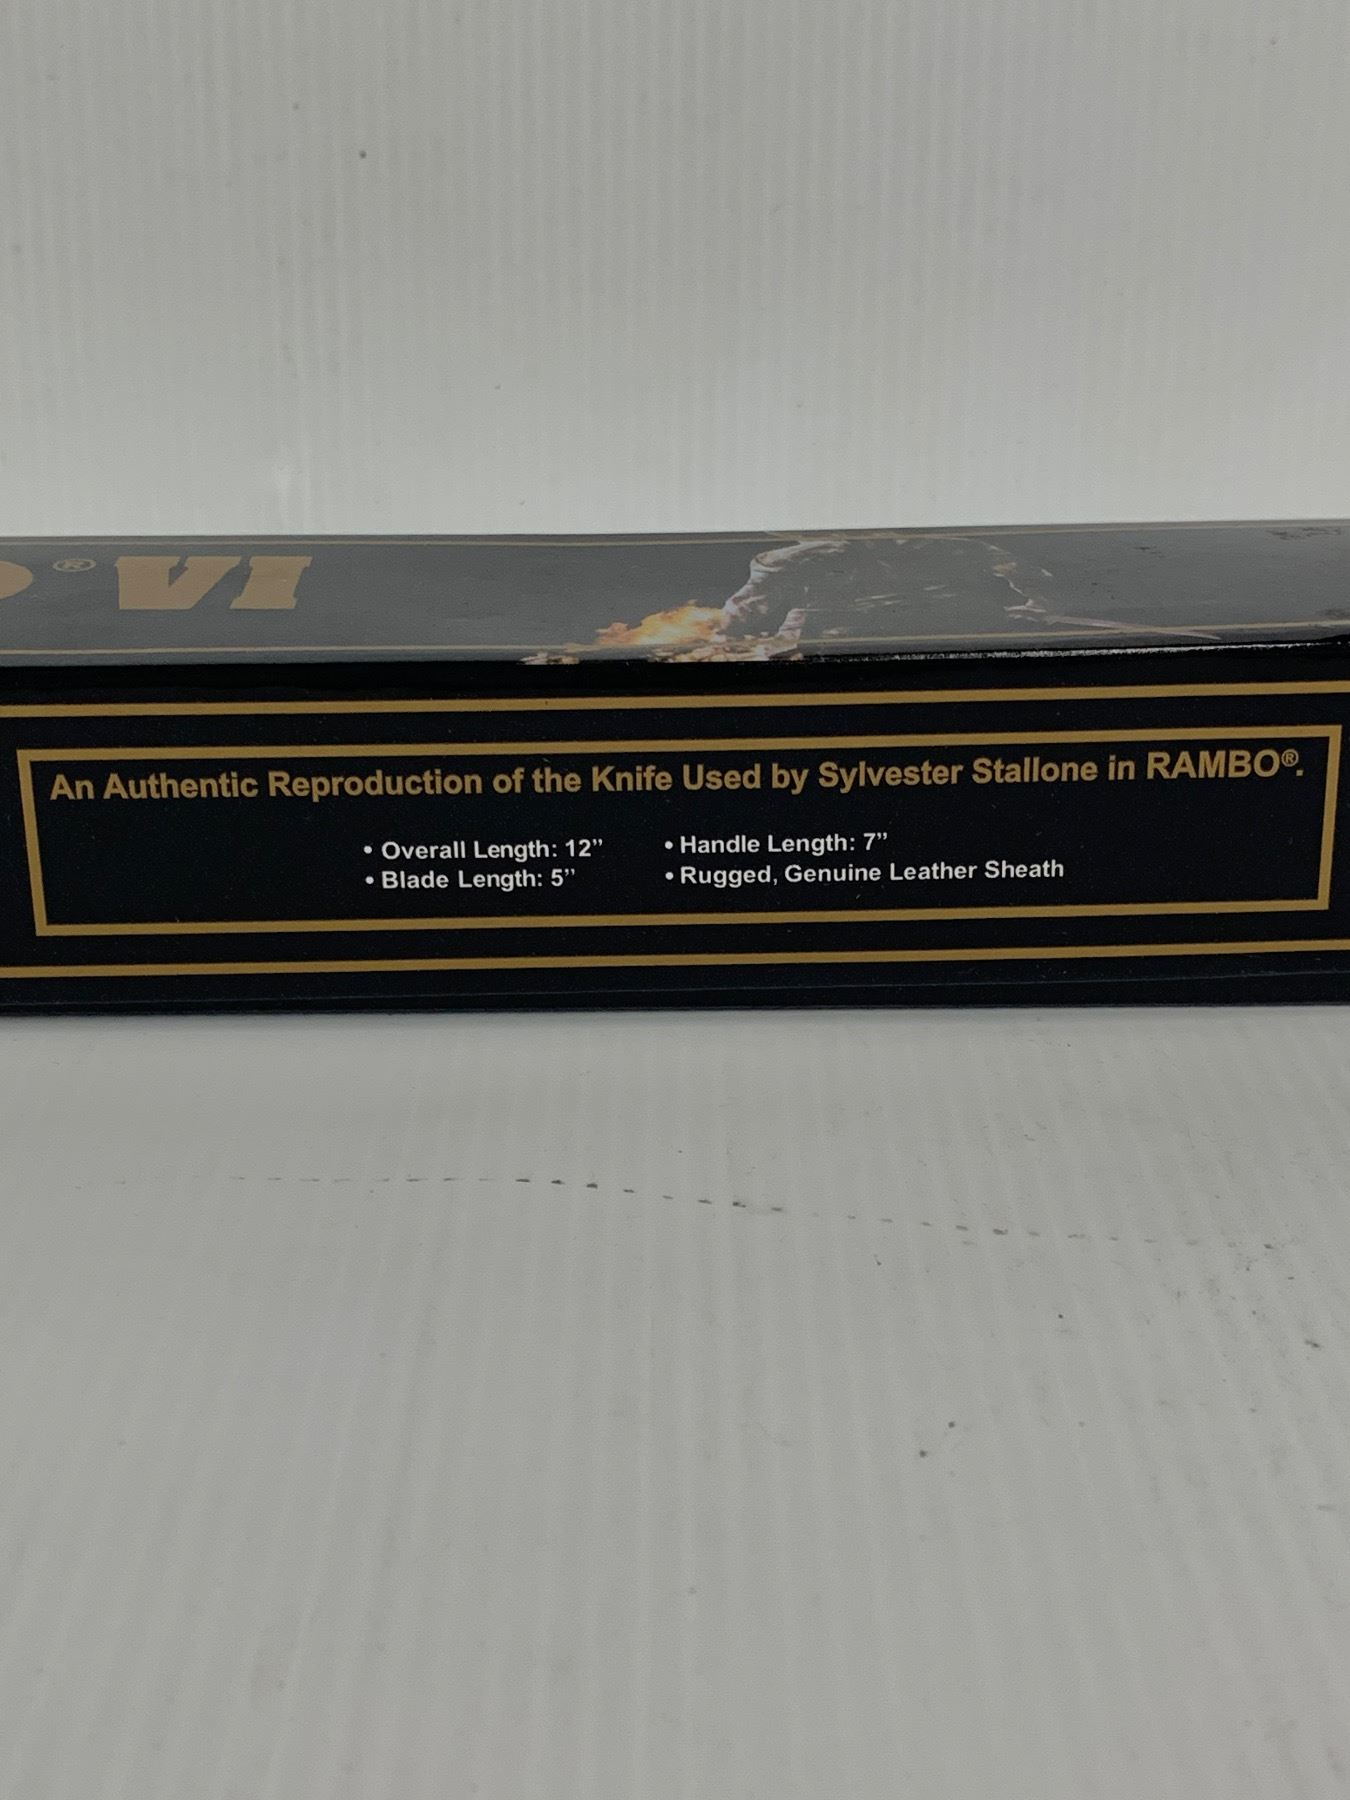 ® VI
An Authentic Reproduction of the Knife Used by Sylvester Stallone in RAMBO®.
• Overall Length: 12” • Handle Length: 7”
• Blade Length: 5” • Rugged, Genuine Leather Sheath